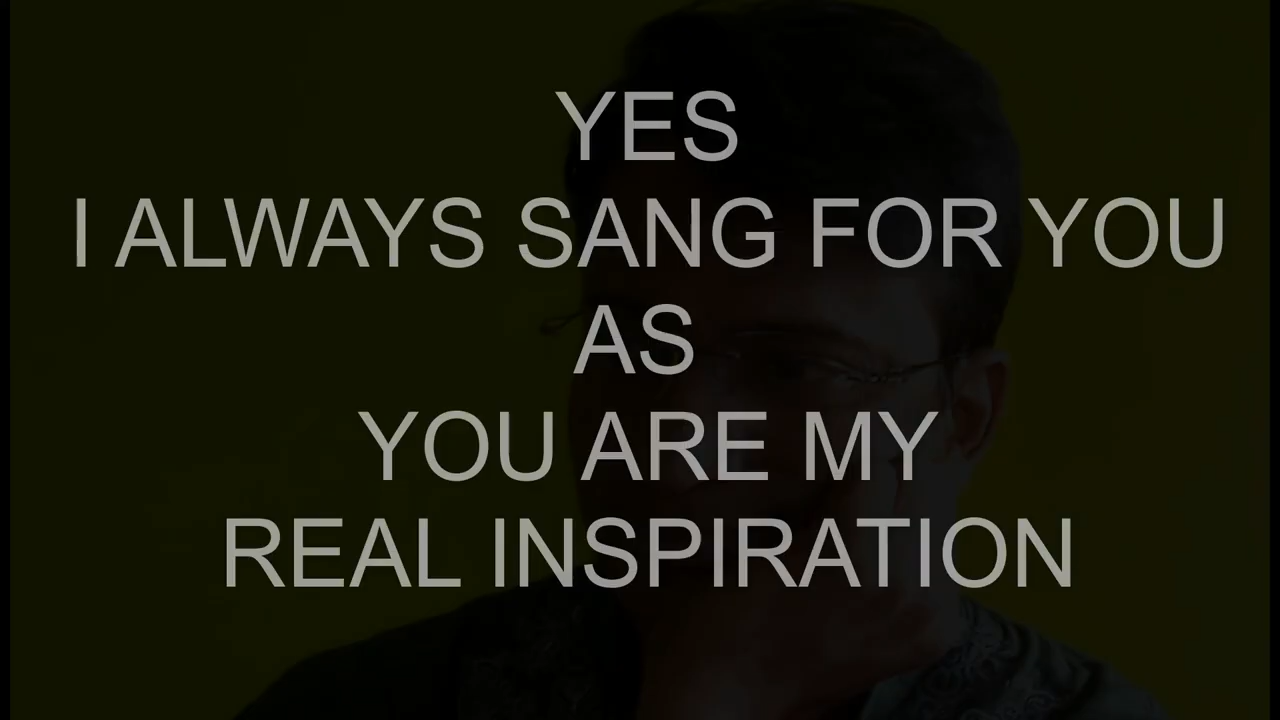 YES
I ALWAYS SANG FOR YOU
AS
YOU ARE MY
REAL INSPIRATION